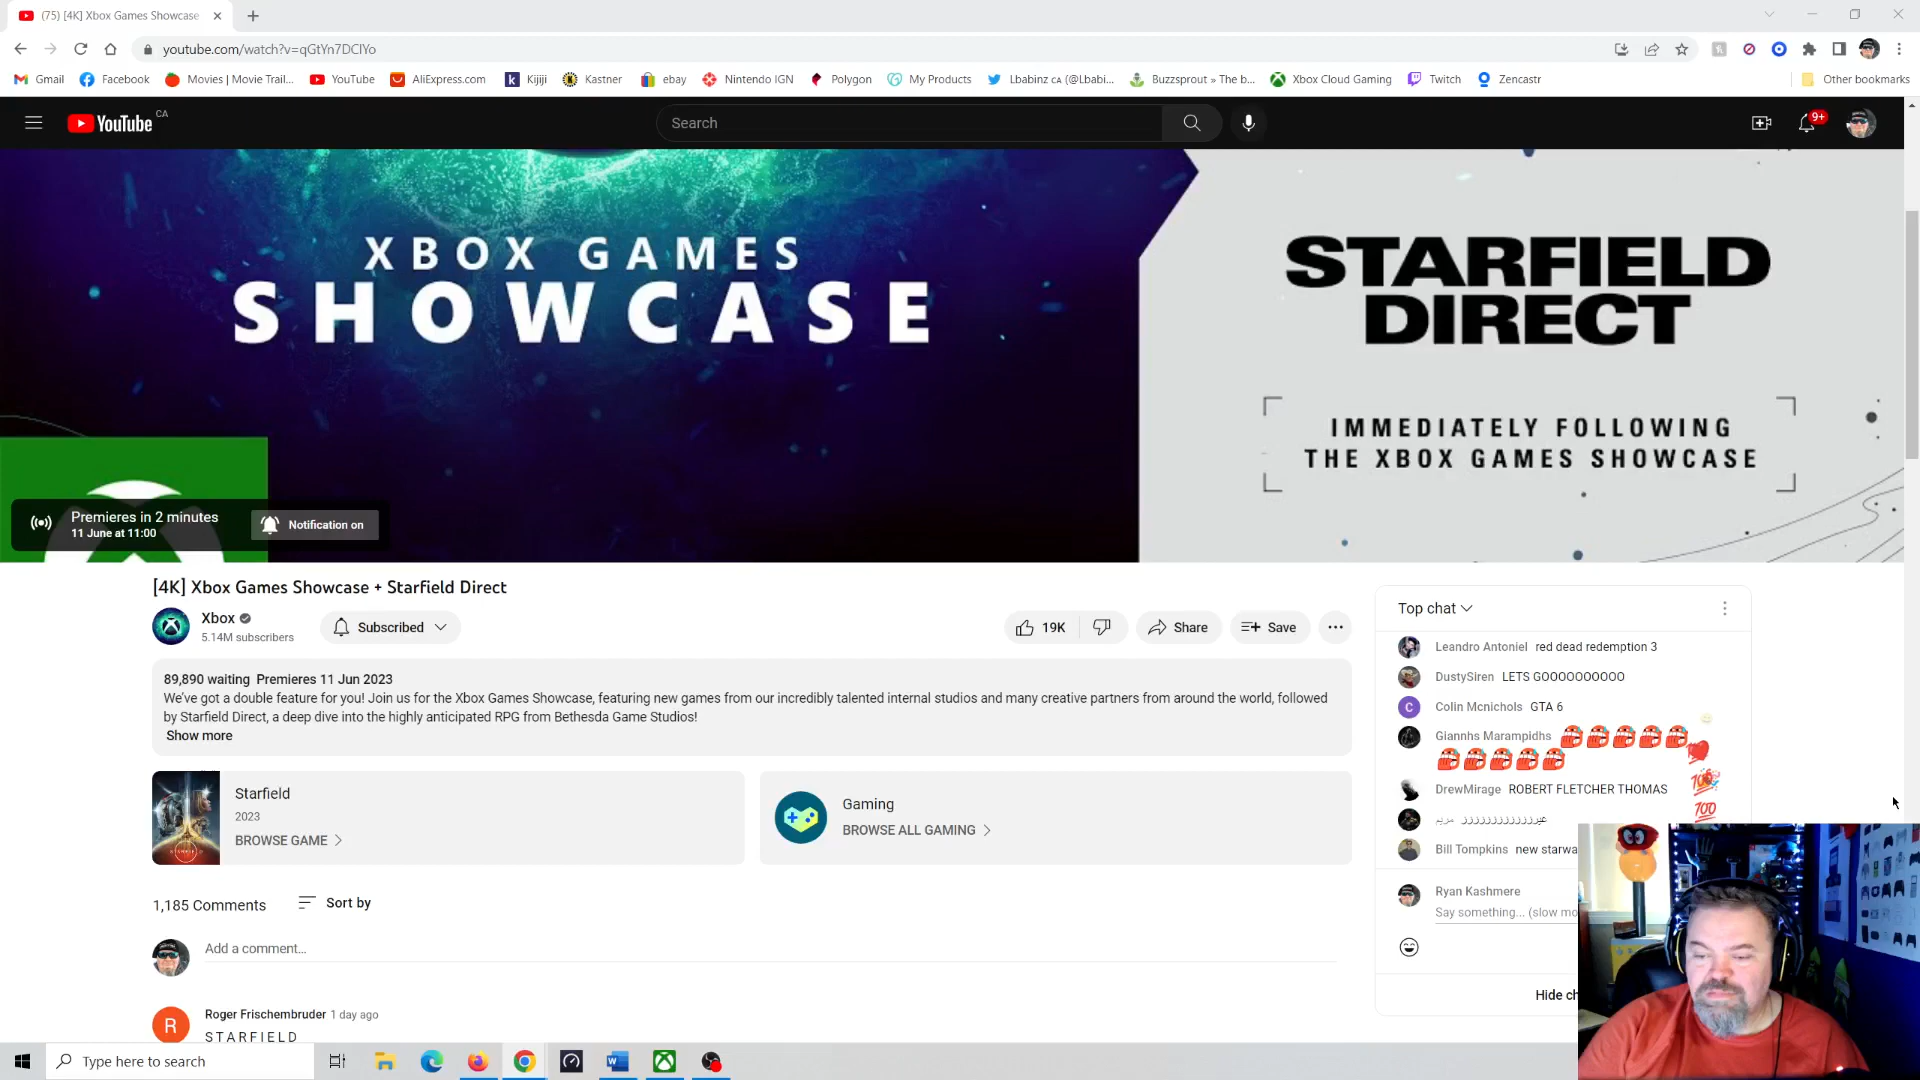 (75) [4K] Xbox Games Showcase
youtube.com/watch?v=qGtYn7DClYo
Gmail Facebook Movies | Movie Trail... YouTube AliExpress.com Kijiji Kastner ebay Nintendo IGN Polygon My Products Lbabinz ᴄᴀ (@Lbabi... Buzzsprout » The b... Xbox Cloud Gaming Twitch Zencastr Other bookmarks
YouTube CA
Search
9+
XBOX GAMES
SHOWCASE
STARFIELD
DIRECT
IMMEDIATELY FOLLOWING
THE XBOX GAMES SHOWCASE
Premieres in 2 minutes
11 June at 11:00
Notification on
[4K] Xbox Games Showcase + Starfield Direct
Xbox
5.14M subscribers
Subscribed
19K
Share
Save
89,890 waiting Premieres 11 Jun 2023
We've got a double feature for you! Join us for the Xbox Games Showcase, featuring new games from our incredibly talented internal studios and many creative partners from around the world, followed
by Starfield Direct, a deep dive into the highly anticipated RPG from Bethesda Game Studios!
Show more
Starfield
2023
BROWSE GAME
Gaming
BROWSE ALL GAMING
1,185 Comments
Sort by
Add a comment...
R
Roger Frischembruder 1 day ago
S T A R F I E L D
Top chat
Leandro Antoniel red dead redemption 3
DustySiren LETS GOOOOOOOOOO
C
Colin Mcnichols GTA 6
Giannhs Marampidhs
DrewMirage ROBERT FLETCHER THOMAS
100
100
Bill Tompkins new starwa
Ryan Kashmere
Say something... (slow mo
Hide ch
Type here to search